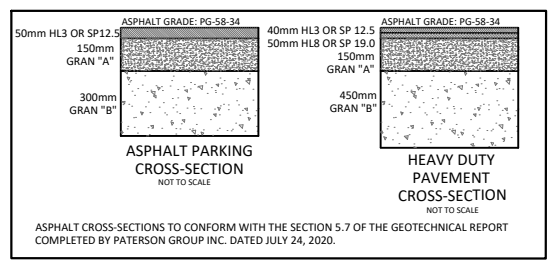 ASPHALT GRADE: PG-58-34
50mm HL3 OR SP12.5
150mm
GRAN "A"
300mm
GRAN "B"
ASPHALT PARKING
CROSS-SECTION
NOT TO SCALE
ASPHALT GRADE: PG-58-34
40mm HL3 OR SP 12.5
50mm HL8 OR SP 19.0
150mm
GRAN "A"
450mm
GRAN "B"
HEAVY DUTY
PAVEMENT
CROSS-SECTION
NOT TO SCALE
ASPHALT CROSS-SECTIONS TO CONFORM WITH THE SECTION 5.7 OF THE GEOTECHNICAL REPORT
COMPLETED BY PATERSON GROUP INC. DATED JULY 24, 2020.